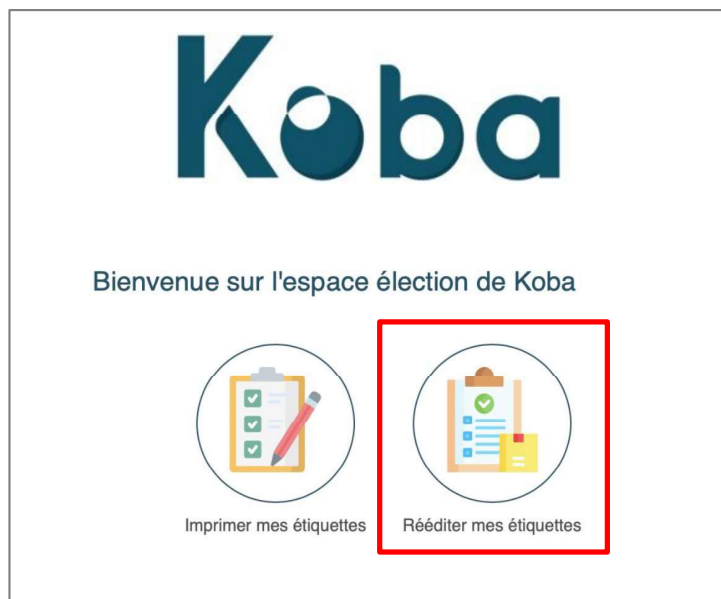 Koba
Bienvenue sur l'espace élection de Koba
Imprimer mes étiquettes Rééditer mes étiquettes